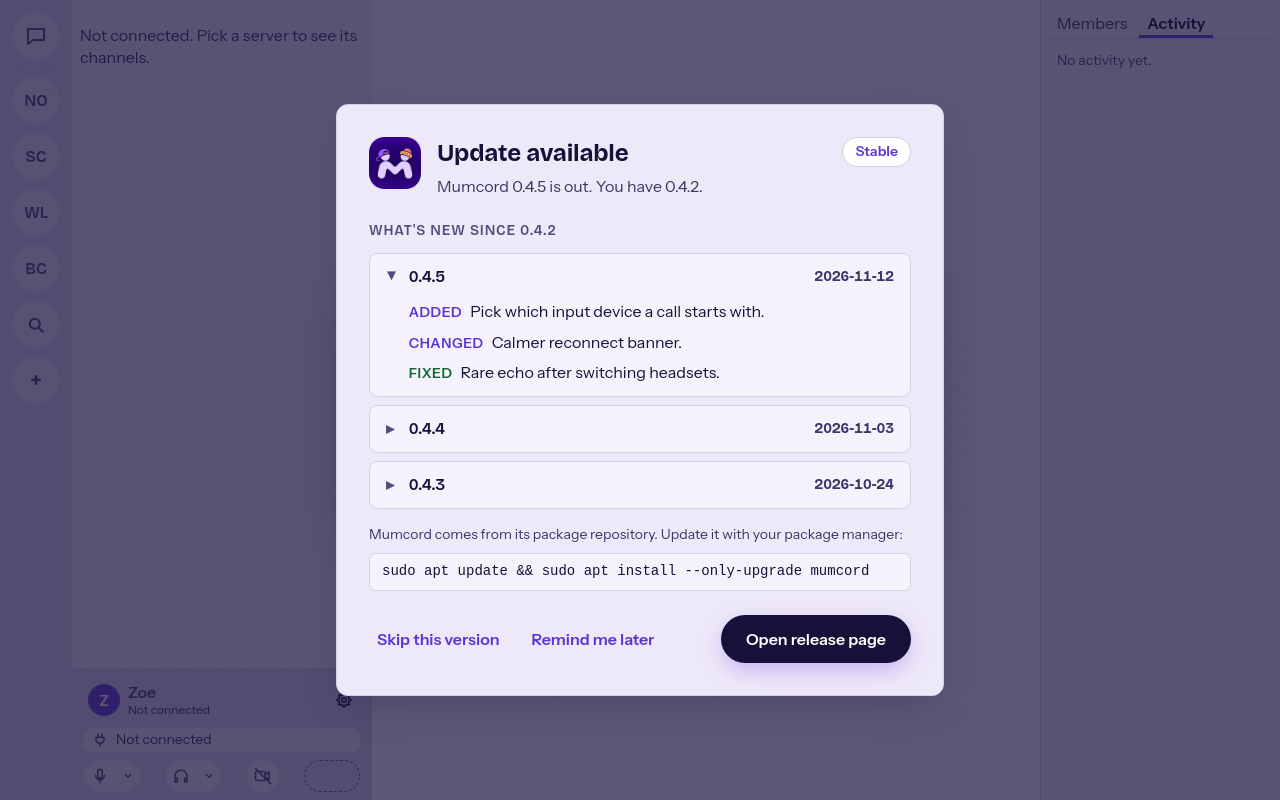 Not connected. Pick a server to see its
channels.
NO
SC
WL
BC
+
Members
Activity
No activity yet.
Update available
Stable
Mumcord 0.4.5 is out. You have 0.4.2.
WHAT'S NEW SINCE 0.4.2
0.4.5
2026-11-12
ADDED Pick which input device a call starts with.
CHANGED Calmer reconnect banner.
FIXED Rare echo after switching headsets.
0.4.4
2026-11-03
0.4.3
2026-10-24
Mumcord comes from its package repository. Update it with your package manager:
sudo apt update && sudo apt install --only-upgrade mumcord
Skip this version
Remind me later
Open release page
Z
Zoe
Not connected
Not connected